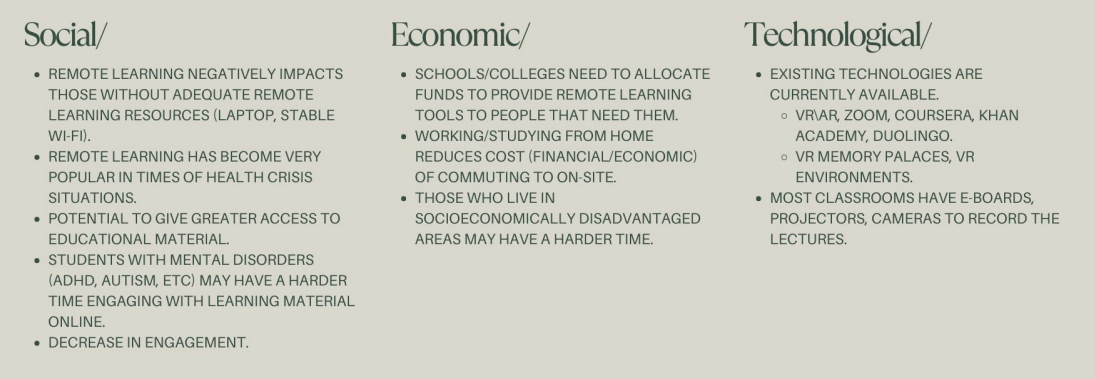 Social/
• REMOTE LEARNING NEGATIVELY IMPACTS
THOSE WITHOUT ADEQUATE REMOTE
LEARNING RESOURCES (LAPTOP, STABLE
WI-FI).
• REMOTE LEARNING HAS BECOME VERY
POPULAR IN TIMES OF HEALTH CRISIS
SITUATIONS.
• POTENTIAL TO GIVE GREATER ACCESS TO
EDUCATIONAL MATERIAL.
• STUDENTS WITH MENTAL DISORDERS
(ADHD, AUTISM, ETC) MAY HAVE A HARDER
TIME ENGAGING WITH LEARNING MATERIAL
ONLINE.
• DECREASE IN ENGAGEMENT.
Economic/
• SCHOOLS/COLLEGES NEED TO ALLOCATE
FUNDS TO PROVIDE REMOTE LEARNING
TOOLS TO PEOPLE THAT NEED THEM.
• WORKING/STUDYING FROM HOME
REDUCES COST (FINANCIAL/ECONOMIC)
OF COMMUTING TO ON-SITE.
• THOSE WHO LIVE IN
SOCIOECONOMICALLY DISADVANTAGED
AREAS MAY HAVE A HARDER TIME.
Technological/
• EXISTING TECHNOLOGIES ARE
CURRENTLY AVAILABLE.
○ VR\AR, ZOOM, COURSERA, KHAN
ACADEMY, DUOLINGO.
○ VR MEMORY PALACES, VR
ENVIRONMENTS.
• MOST CLASSROOMS HAVE E-BOARDS,
PROJECTORS, CAMERAS TO RECORD THE
LECTURES.